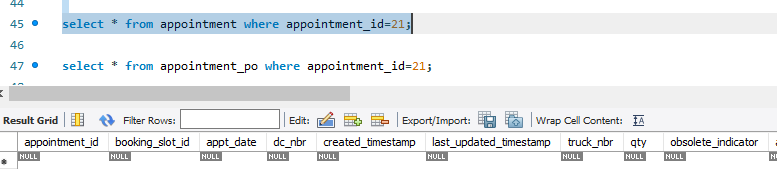 44
45 select * from appointment where appointment_id=21;
46
47 select * from appointment_po where appointment_id=21;
Result Grid Filter Rows: Edit: Export/Import: Wrap Cell Content:
appointment_id booking_slot_id appt_date dc_nbr created_timestamp last_updated_timestamp truck_nbr qty obsolete_indicator
* NULL NULL NULL NULL NULL NULL NULL NULL NULL